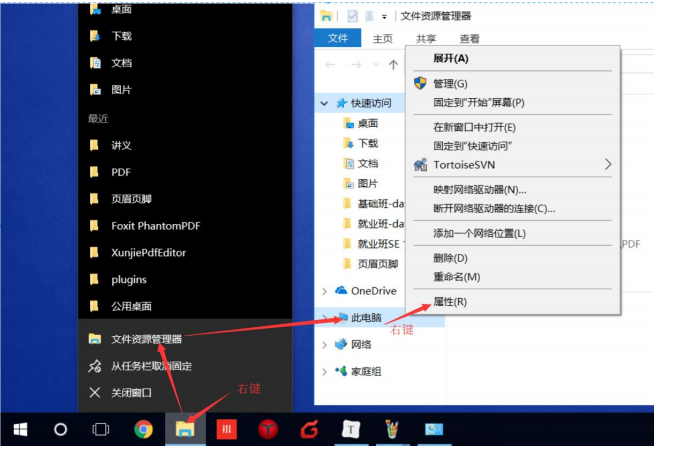 桌面
下载
文档
图片
最近
讲义
PDF
页眉页脚
Foxit PhantomPDF
XunjiePdfEditor
plugins
公用桌面
文件资源管理器
从任务栏取消固定
关闭窗口
右键
文件资源管理器
文件 主页 共享 查看
快速访问
桌面
下载
文档
图片
基础班-da
就业班-da
就业班SE
页眉页脚
OneDrive
此电脑
网络
家庭组
展开(A)
管理(G)
固定到"开始"屏幕(P)
在新窗口中打开(E)
固定到"快速访问"
TortoiseSVN
映射网络驱动器(N)...
断开网络驱动器的连接(C)...
添加一个网络位置(L)
删除(D)
重命名(M)
属性(R)
右键
PDF
T